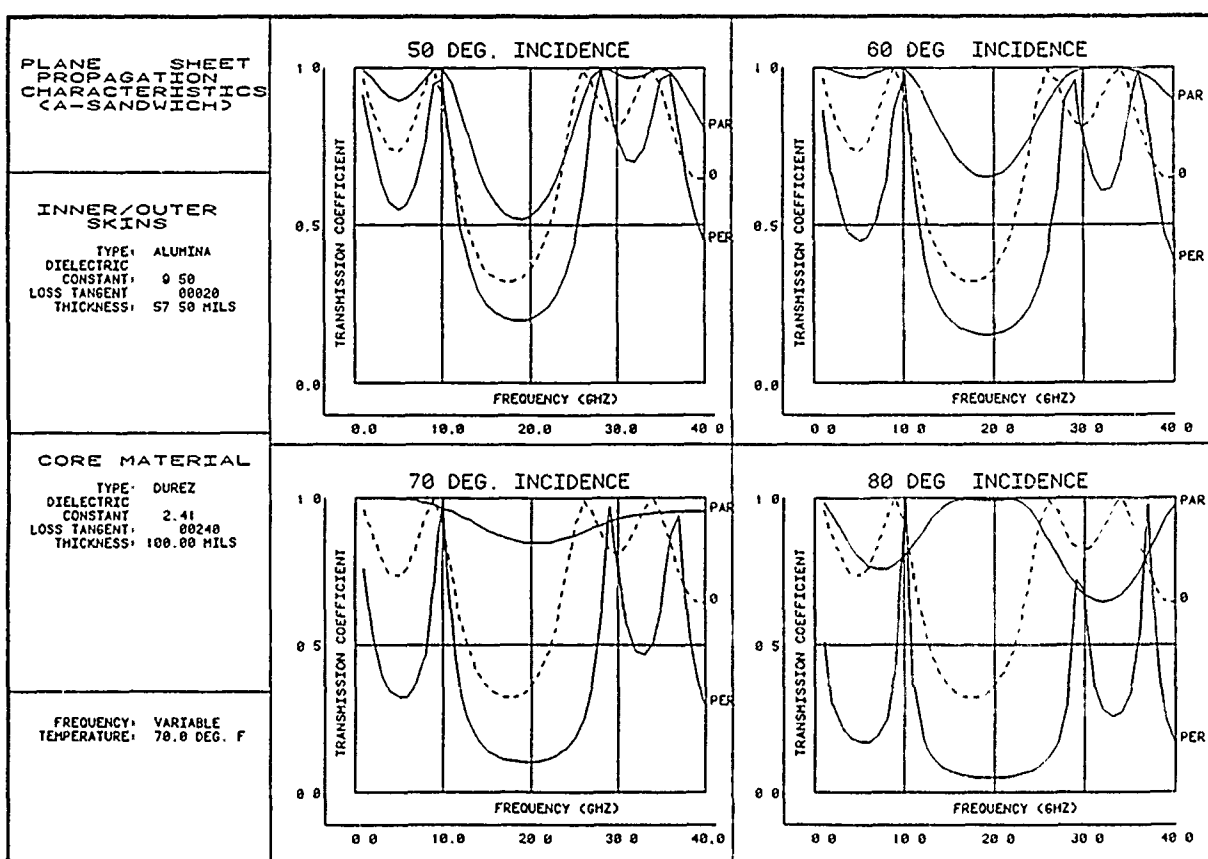 PLANE SHEET
PROPAGATION
CHARACTERISTICS
(A-SANDWICH)
INNER/OUTER
SKINS
TYPE: ALUMINA
DIELECTRIC
CONSTANT: 9 50
LOSS TANGENT 00020
THICKNESS: 57 50 MILS
CORE MATERIAL
TYPE: DUREZ
DIELECTRIC
CONSTANT 2.41
LOSS TANGENT: 00240
THICKNESS: 100.00 MILS
FREQUENCY: VARIABLE
TEMPERATURE: 70.0 DEG. F
50 DEG. INCIDENCE
1 0
0.5
0.0
TRANSMISSION COEFFICIENT
PAR
0
PER
FREQUENCY (GHZ)
0.0 10.0 20.0 30.0 40 0
60 DEG INCIDENCE
1 0
0.5
0.0
TRANSMISSION COEFFICIENT
PAR
0
PER
FREQUENCY (GHZ)
0 0 10 0 20 0 30 0 40 0
70 DEG. INCIDENCE
1 0
0 5
0 0
TRANSMISSION COEFFICIENT
PAR
0
PER
FREQUENCY (GHZ)
0.0 10.0 20.0 30.0 40.0
80 DEG INCIDENCE
1 0
0 5
0 0
TRANSMISSION COEFFICIENT
PAR
0
PER
FREQUENCY (GHZ)
0 0 10 0 20 0 30 0 40 0